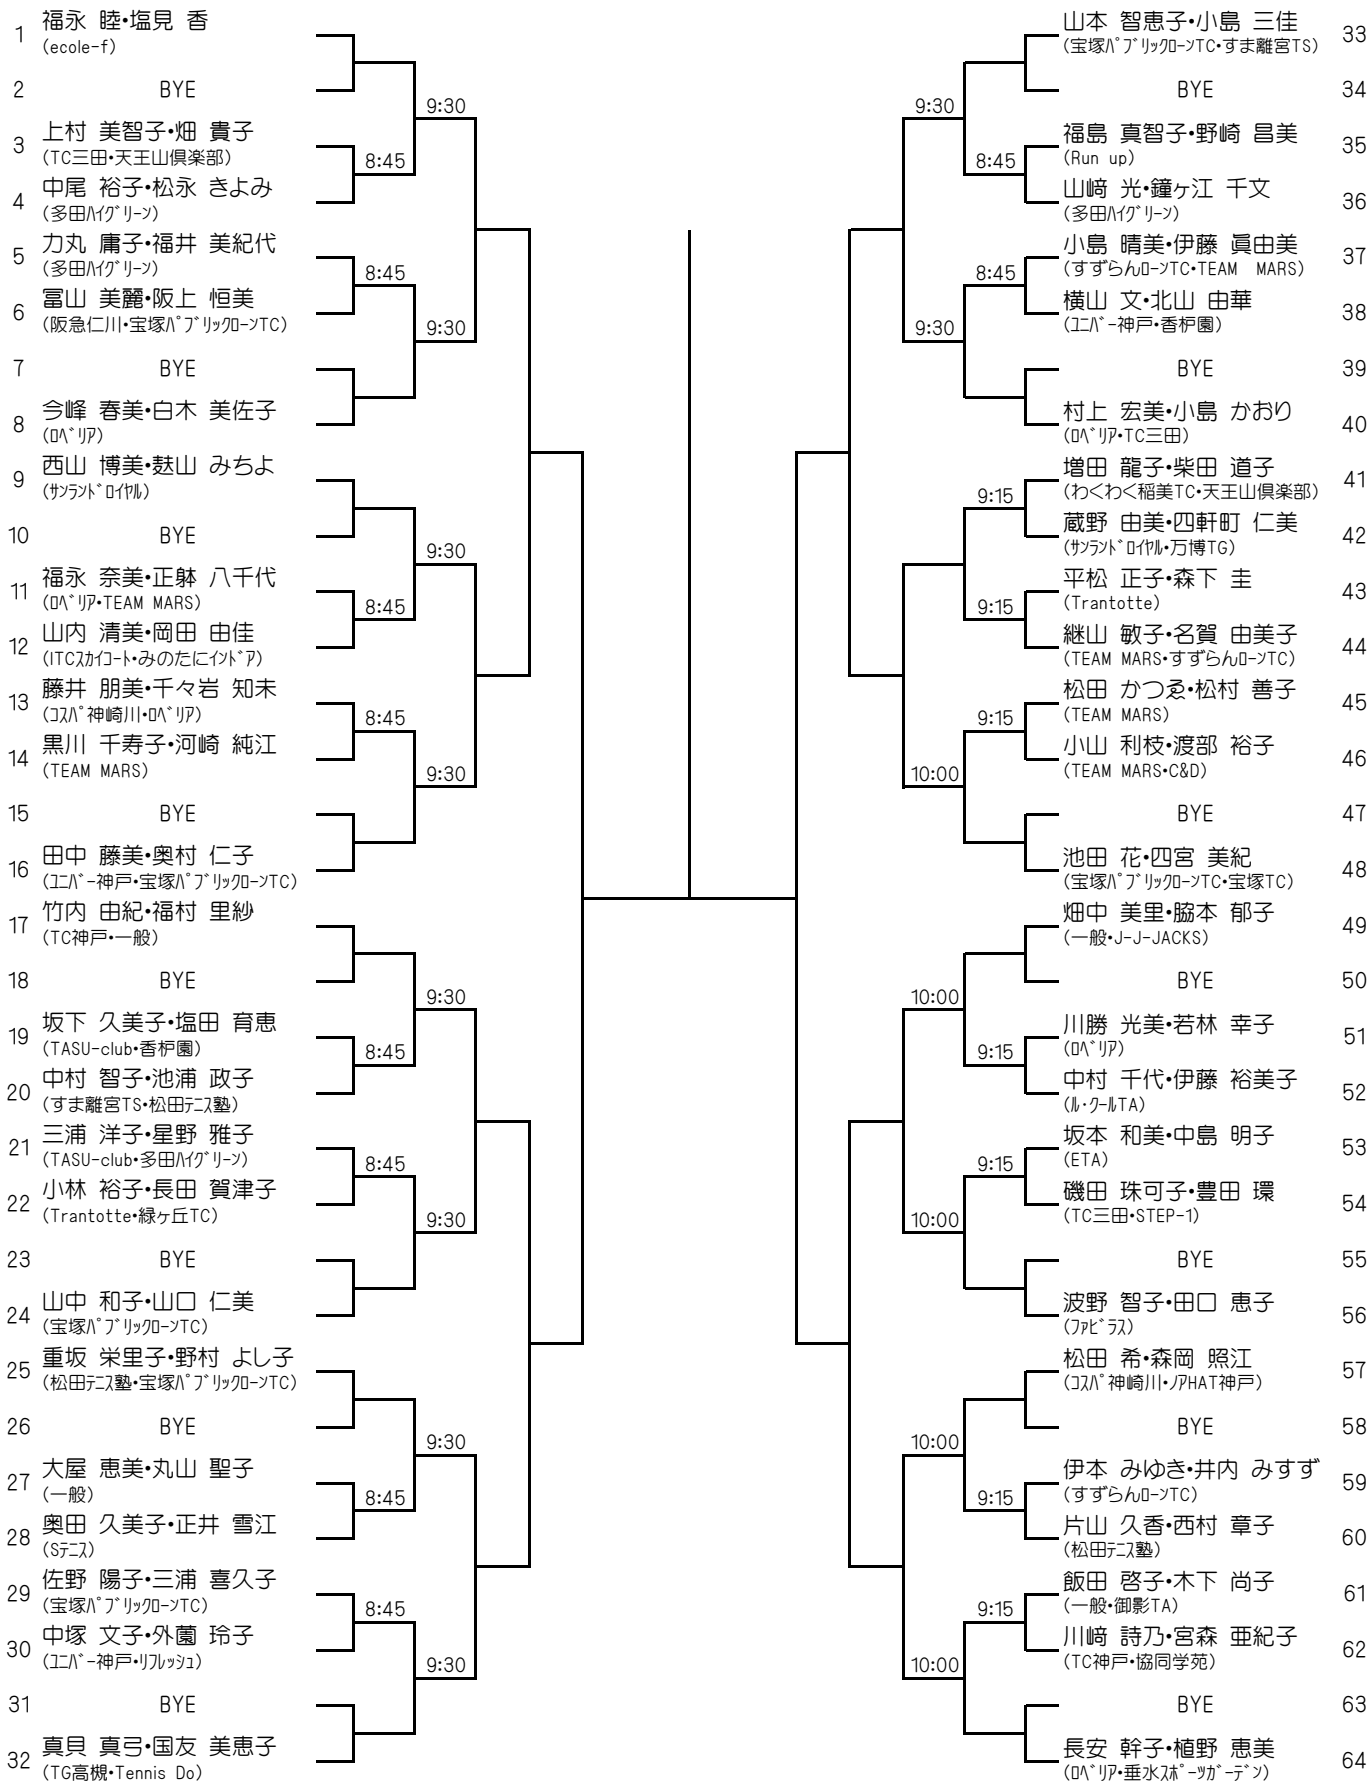 1 福永 睦・塩見 香
(ecole-f)
2 BYE
9:30
3 上村 美智子・畑 貴子
(TC三田・天王山倶楽部)
8:45
4 中尾 裕子・松永 きよみ
(多田ﾊｲｸﾞﾘｰﾝ)
5 力丸 庸子・福井 美紀代
(多田ﾊｲｸﾞﾘｰﾝ)
8:45
6 冨山 美麗・阪上 恒美
(阪急仁川・宝塚ﾊﾟﾌﾞﾘｯｸﾛｰﾝTC)
9:30
7 BYE
8 今峰 春美・白木 美佐子
(ﾛﾍﾞﾘｱ)
9 西山 博美・麸山 みちよ
(ｻﾝﾗﾝﾄﾞﾛｲﾔﾙ)
10 BYE
9:30
11 福永 奈美・正躰 八千代
(ﾛﾍﾞﾘｱ・TEAM MARS)
8:45
12 山内 清美・岡田 由佳
(ITCｽｶｲｺｰﾄ・みのたにｲﾝﾄﾞｱ)
13 藤井 朋美・千々岩 知未
(ｺｽﾊﾟ神崎川・ﾛﾍﾞﾘｱ)
8:45
14 黒川 千寿子・河崎 純江
(TEAM MARS)
9:30
15 BYE
16 田中 藤美・奥村 仁子
(ﾕﾆﾊﾞｰ神戸・宝塚ﾊﾟﾌﾞﾘｯｸﾛｰﾝTC)
17 竹内 由紀・福村 里紗
(TC神戸・一般)
18 BYE
9:30
19 坂下 久美子・塩田 育恵
(TASU-club・香枦園)
8:45
20 中村 智子・池浦 政子
(すま離宮TS・松田ﾃﾆｽ塾)
21 三浦 洋子・星野 雅子
(TASU-club・多田ﾊｲｸﾞﾘｰﾝ)
8:45
22 小林 裕子・長田 賀津子
(Trantotte・緑ヶ丘TC)
9:30
23 BYE
24 山中 和子・山口 仁美
(宝塚ﾊﾟﾌﾞﾘｯｸﾛｰﾝTC)
25 重坂 栄里子・野村 よし子
(松田ﾃﾆｽ塾・宝塚ﾊﾟﾌﾞﾘｯｸﾛｰﾝTC)
26 BYE
9:30
27 大屋 恵美・丸山 聖子
(一般)
8:45
28 奥田 久美子・正井 雪江
(Sﾃﾆｽ)
29 佐野 陽子・三浦 喜久子
(宝塚ﾊﾟﾌﾞﾘｯｸﾛｰﾝTC)
8:45
30 中塚 文子・外薗 玲子
(ﾕﾆﾊﾞｰ神戸・ﾘﾌﾚｯｼｭ)
9:30
31 BYE
32 真貝 真弓・国友 美恵子
(TG高槻・Tennis Do)
山本 智恵子・小島 三佳 33
(宝塚ﾊﾟﾌﾞﾘｯｸﾛｰﾝTC・すま離宮TS)
BYE 34
9:30
福島 真智子・野崎 昌美 35
(Run up)
8:45
山﨑 光・鐘ヶ江 千文 36
(多田ﾊｲｸﾞﾘｰﾝ)
小島 晴美・伊藤 眞由美 37
(すずらんﾛｰﾝTC・TEAM MARS)
8:45
横山 文・北山 由華 38
(ﾕﾆﾊﾞｰ神戸・香枦園)
9:30
BYE 39
村上 宏美・小島 かおり 40
(ﾛﾍﾞﾘｱ・TC三田)
増田 龍子・柴田 道子 41
(わくわく稲美TC・天王山倶楽部)
9:15
蔵野 由美・四軒町 仁美 42
(ｻﾝﾗﾝﾄﾞﾛｲﾔﾙ・万博TG)
平松 正子・森下 圭 43
(Trantotte)
9:15
継山 敏子・名賀 由美子 44
(TEAM MARS・すずらんﾛｰﾝTC)
松田 かつゑ・松村 善子 45
(TEAM MARS)
9:15
小山 利枝・渡部 裕子 46
(TEAM MARS・C&D)
10:00
BYE 47
池田 花・四宮 美紀 48
(宝塚ﾊﾟﾌﾞﾘｯｸﾛｰﾝTC・宝塚TC)
畑中 美里・脇本 郁子 49
(一般・J-J-JACKS)
BYE 50
10:00
川勝 光美・若林 幸子 51
(ﾛﾍﾞﾘｱ)
9:15
中村 千代・伊藤 裕美子 52
(ﾙ・ｸｰﾙTA)
坂本 和美・中島 明子 53
(ETA)
9:15
磯田 珠可子・豊田 環 54
(TC三田・STEP-1)
10:00
BYE 55
波野 智子・田口 恵子 56
(ﾌｧﾋﾞﾗｽ)
松田 希・森岡 照江 57
(ｺｽﾊﾟ神崎川・ﾉｱHAT神戸)
BYE 58
10:00
伊本 みゆき・井内 みすず 59
(すずらんﾛｰﾝTC)
9:15
片山 久香・西村 章子 60
(松田ﾃﾆｽ塾)
飯田 啓子・木下 尚子 61
(一般・御影TA)
9:15
川﨑 詩乃・宮森 亜紀子 62
(TC神戸・協同学苑)
10:00
BYE 63
長安 幹子・植野 恵美 64
(ﾛﾍﾞﾘｱ・垂水ｽﾎﾟｰﾂｶﾞｰﾃﾞﾝ)